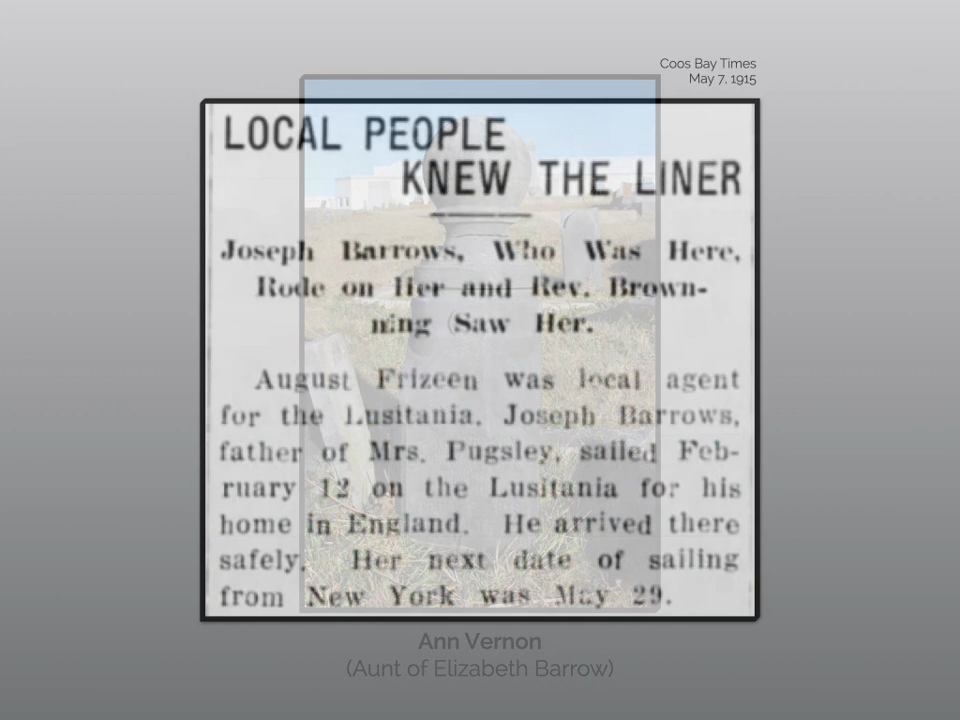 Coos Bay Times
May 7, 1915
LOCAL PEOPLE
KNEW THE LINER
Joseph Barrows, Who Was Here,
Rode on Her and Rev. Brown-
ning Saw Her.
August Frizeen was local agent
for the Lusitania. Joseph Barrows,
father of Mrs. Pugsley, sailed Feb-
ruary 12 on the Lusitania for his
home in England. He arrived there
safely. Her next date of sailing
from New York was May 29.
Ann Vernon
(Aunt of Elizabeth Barrow)